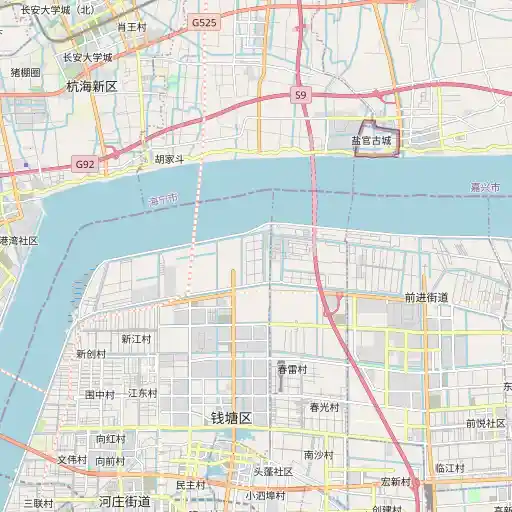 长安大学城（北）
肖王村
G525
长安大学城
猪棚圈
杭海新区
S9
盐官古城
胡家斗
G92
海宁市
嘉兴市
港湾社区
前进街道
新江村
新创村
春雷村
围中村
江东村
春光村
钱塘区
前悦社区
向红村
文伟村
向前村
南沙村
头蓬社区
临江村
民主村
宏新村
小泗埠村
三联村
河庄街道
创建村